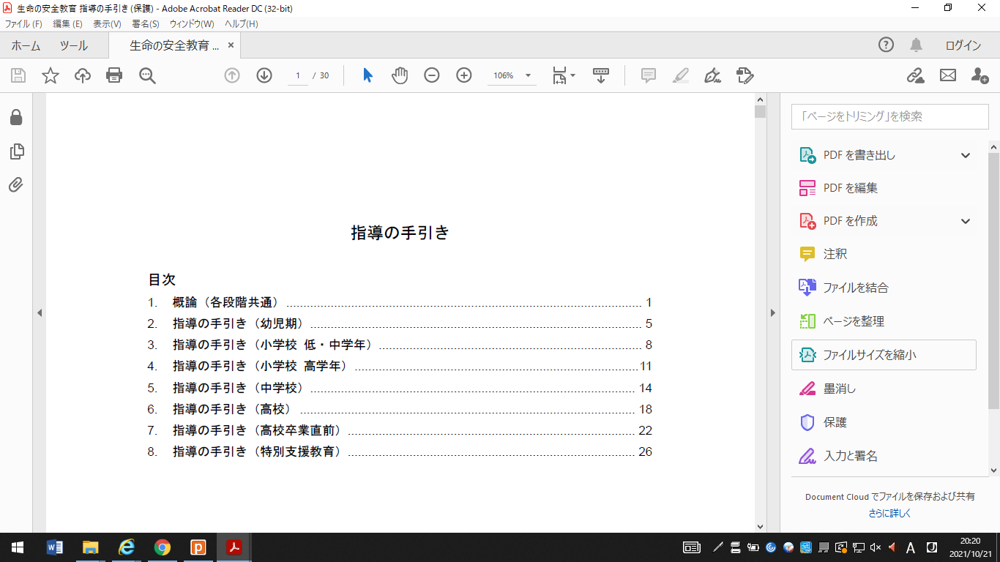 生命の安全教育 指導の手引き (保護) - Adobe Acrobat Reader DC (32-bit)
ファイル (F) 編集 (E) 表示(V) 署名(S) ウィンドウ(W) ヘルプ(H)
ホーム ツール 生命の安全教育 ... × ログイン
1 / 30 106%
「ページをトリミング」を検索
PDF を書き出し
PDF を編集
PDF を作成
注釈
ファイルを結合
ページを整理
ファイルサイズを縮小
墨消し
保護
入力と署名
Document Cloud でファイルを保存および共有
さらに詳しく
指導の手引き
目次
1. 概論（各段階共通） 1
2. 指導の手引き（幼児期） 5
3. 指導の手引き（小学校 低・中学年） 8
4. 指導の手引き（小学校 高学年） 11
5. 指導の手引き（中学校） 14
6. 指導の手引き（高校） 18
7. 指導の手引き（高校卒業直前） 22
8. 指導の手引き（特別支援教育） 26
A
20:20
2021/10/21